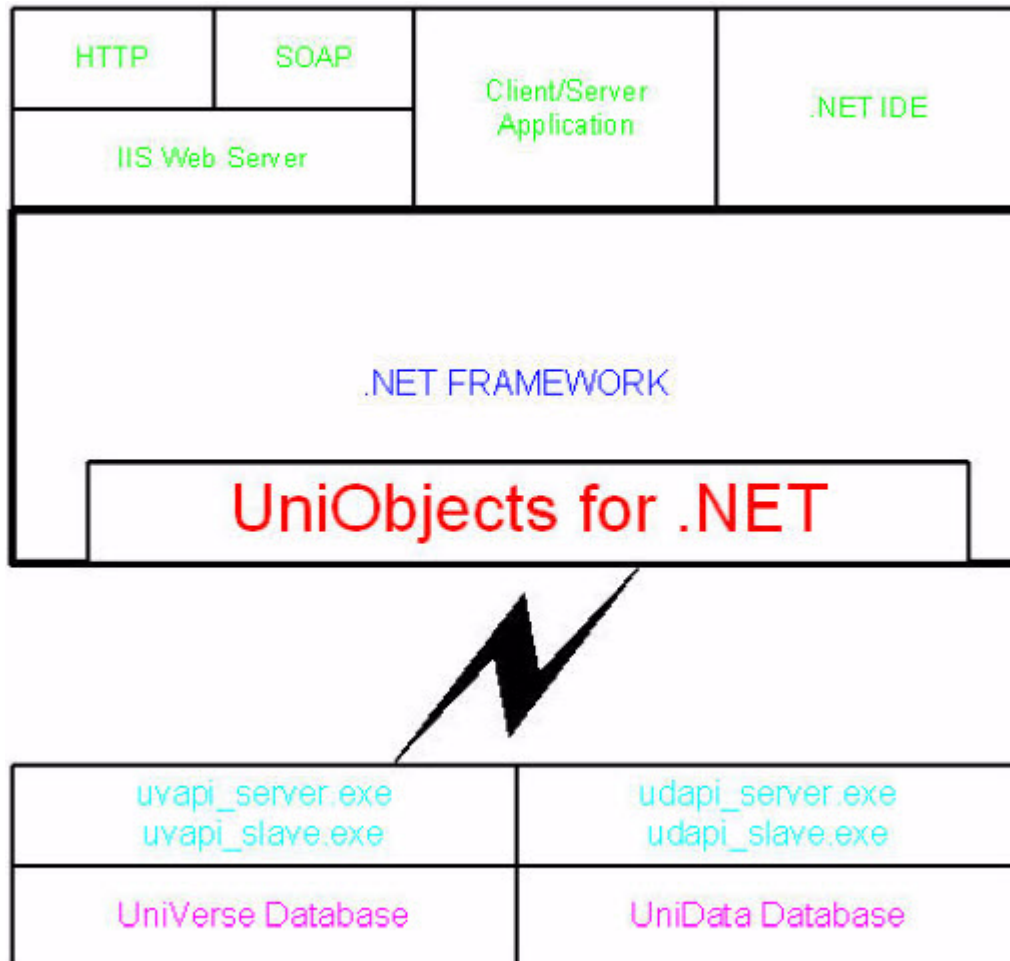 HTTP
SOAP
IIS Web Server
Client/Server
Application
.NET IDE
.NET FRAMEWORK
UniObjects for .NET
uvapi_server.exe
uvapi_slave.exe
udapi_server.exe
udapi_slave.exe
UniVerse Database
UniData Database